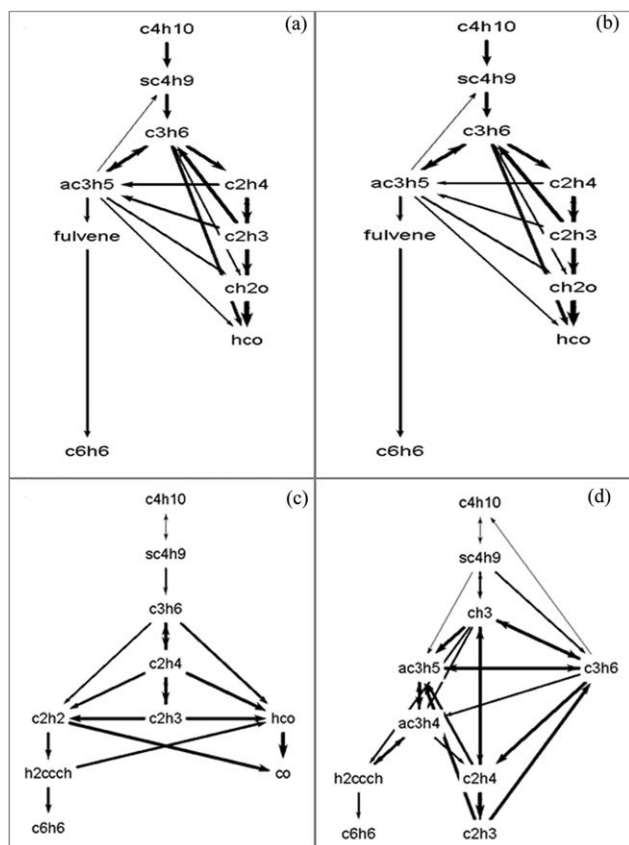 (a)
c4h10
sc4h9
c3h6
ac3h5 c2h4
fulvene c2h3
ch2o
hco
c6h6
(b)
c4h10
sc4h9
c3h6
ac3h5 c2h4
fulvene c2h3
ch2o
hco
c6h6
(c)
c4h10
sc4h9
c3h6
c2h4
c2h2 c2h3 hco
h2ccch co
c6h6
(d)
c4h10
sc4h9
ch3
ac3h5 c3h6
ac3h4
h2ccch c2h4
c6h6 c2h3